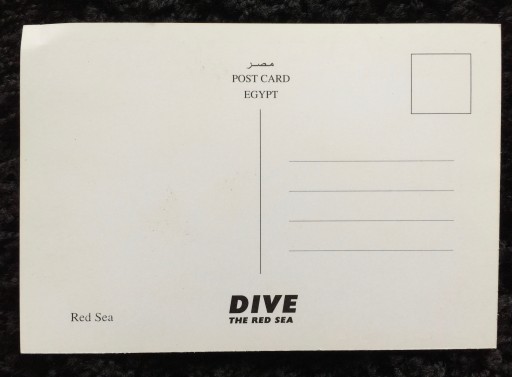 مصر
POST CARD
EGYPT
Red Sea
DIVE
THE RED SEA